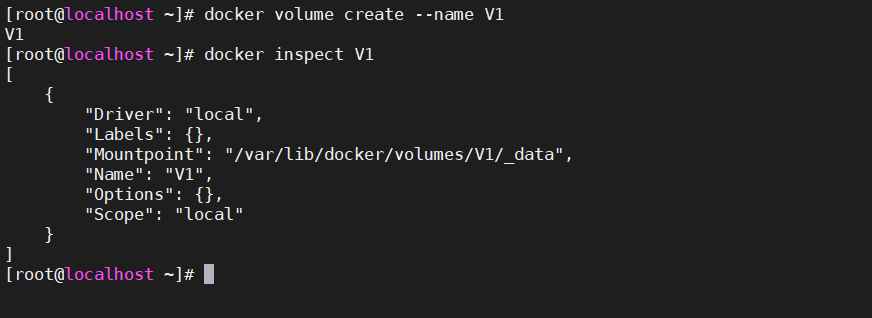 [root@localhost ~]# docker volume create --name V1
V1
[root@localhost ~]# docker inspect V1
[
    {
        "Driver": "local",
        "Labels": {},
        "Mountpoint": "/var/lib/docker/volumes/V1/_data",
        "Name": "V1",
        "Options": {},
        "Scope": "local"
    }
]
[root@localhost ~]#